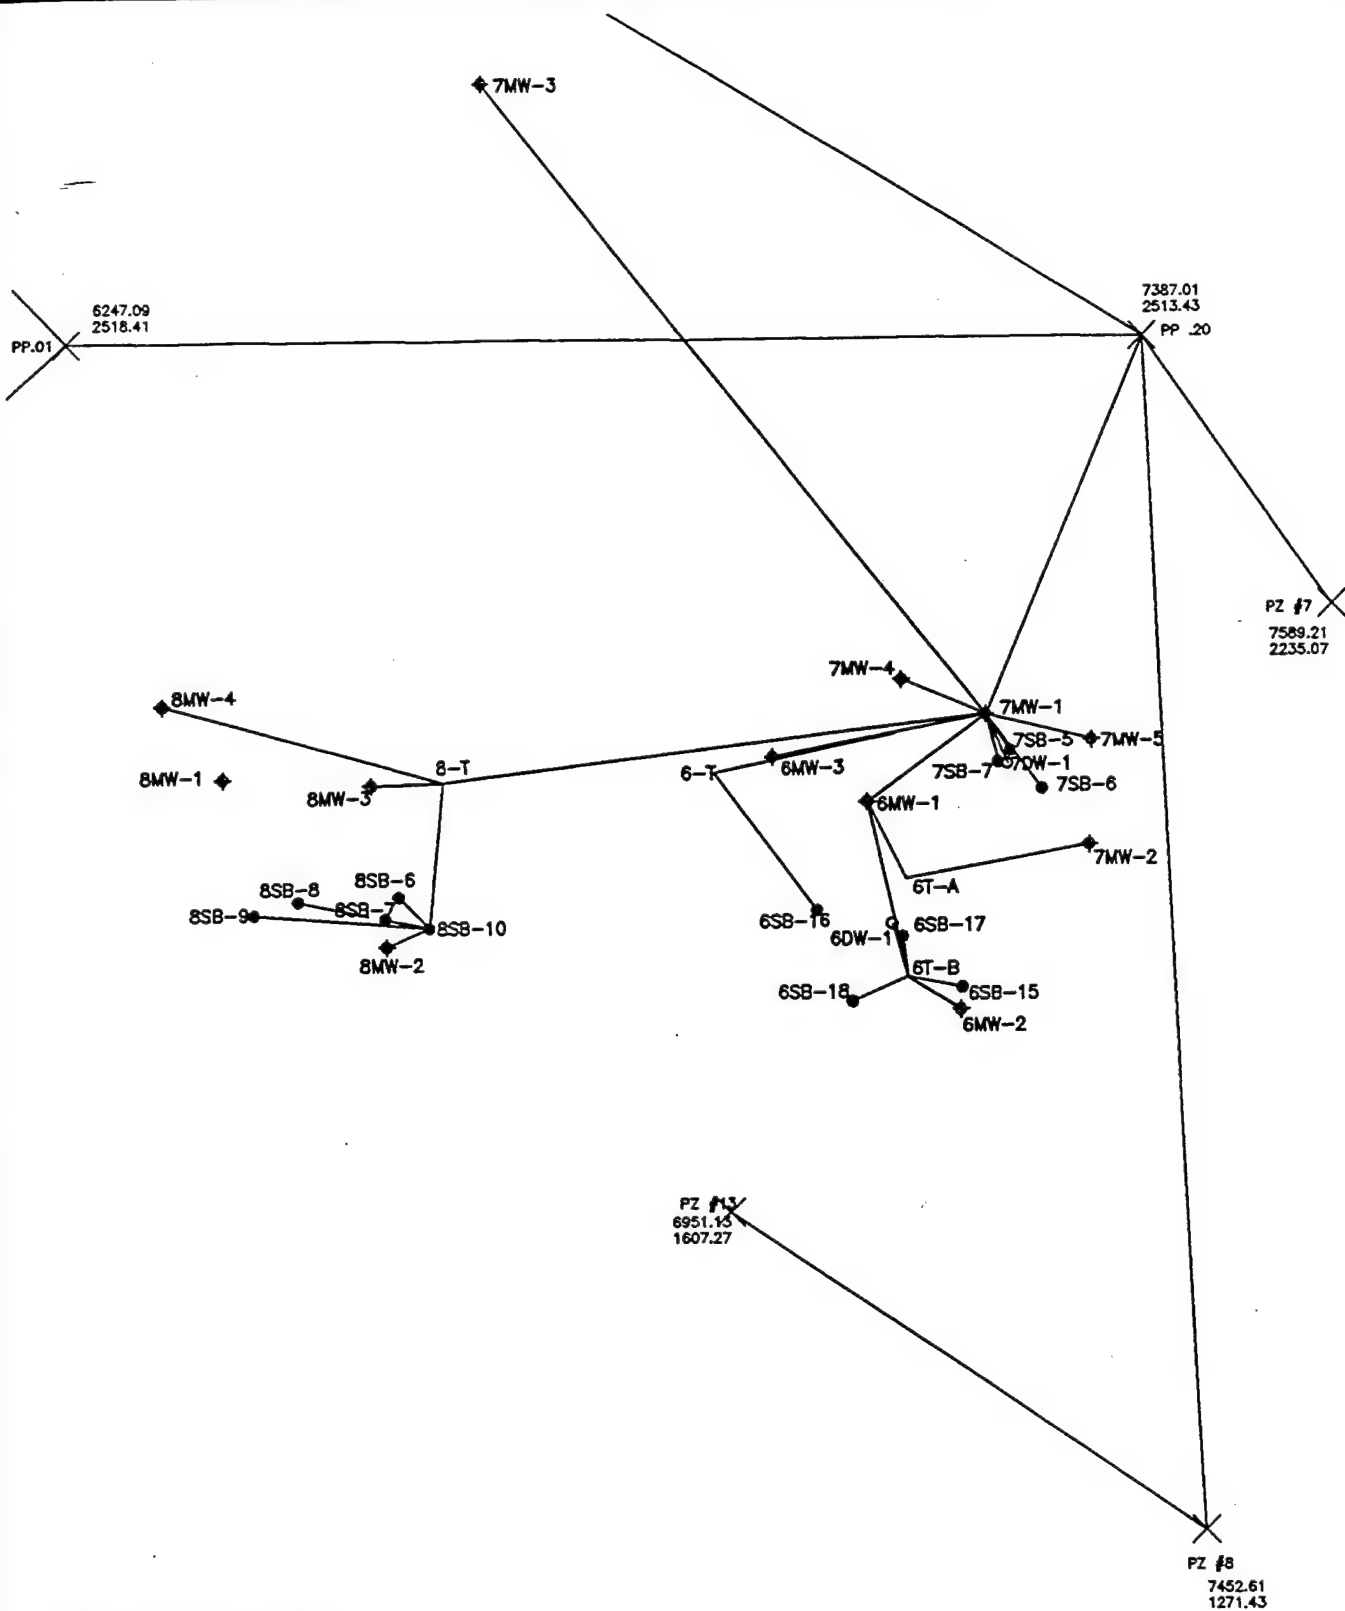 7MW-3
7387.01
2513.43
PP .20
6247.09
2518.41
PP.01
PZ #7
7589.21
2235.07
7MW-4
8MW-4
7MW-1
7SB-5
7MW-5
8MW-1
8-T
6-T
6MW-3
7SB-7
7DW-1
8MW-3
6MW-1
7SB-6
7MW-2
8SB-6
6T-A
8SB-8
8SB-7
8SB-9
6SB-16
6SB-17
8SB-10
6DW-1
8MW-2
6T-B
6SB-18
6SB-15
6MW-2
PZ #13
6951.13
1607.27
PZ #8
7452.61
1271.43